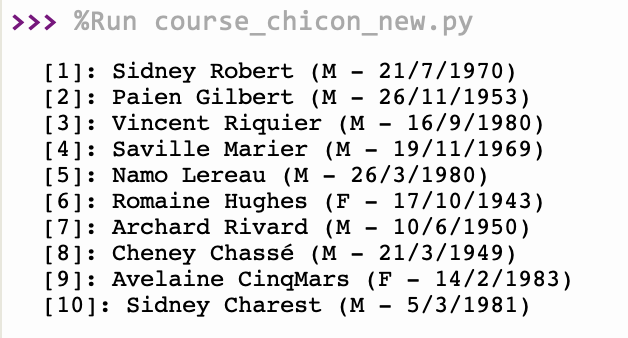 >>> %Run course_chicon_new.py
[1]: Sidney Robert (M - 21/7/1970)
[2]: Paien Gilbert (M - 26/11/1953)
[3]: Vincent Riquier (M - 16/9/1980)
[4]: Saville Marier (M - 19/11/1969)
[5]: Namo Lereau (M - 26/3/1980)
[6]: Romaine Hughes (F - 17/10/1943)
[7]: Archard Rivard (M - 10/6/1950)
[8]: Cheney Chassé (M - 21/3/1949)
[9]: Avelaine CinqMars (F - 14/2/1983)
[10]: Sidney Charest (M - 5/3/1981)